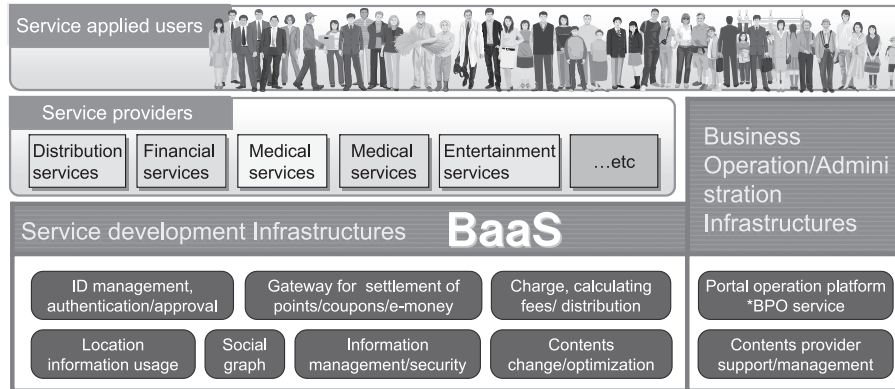 Service applied users
Service providers
Distribution
services
Financial
services
Medical
services
Medical
services
Entertainment
services
...etc
Business
Operation/Admini
stration
Infrastructures
Service development Infrastructures BaaS
ID management,
authentication/approval
Gateway for settlement of
points/coupons/e-money
Charge, calculating
fees/ distribution
Portal operation platform
*BPO service
Location
information usage
Social
graph
Information
management/security
Contents
change/optimization
Contents provider
support/management